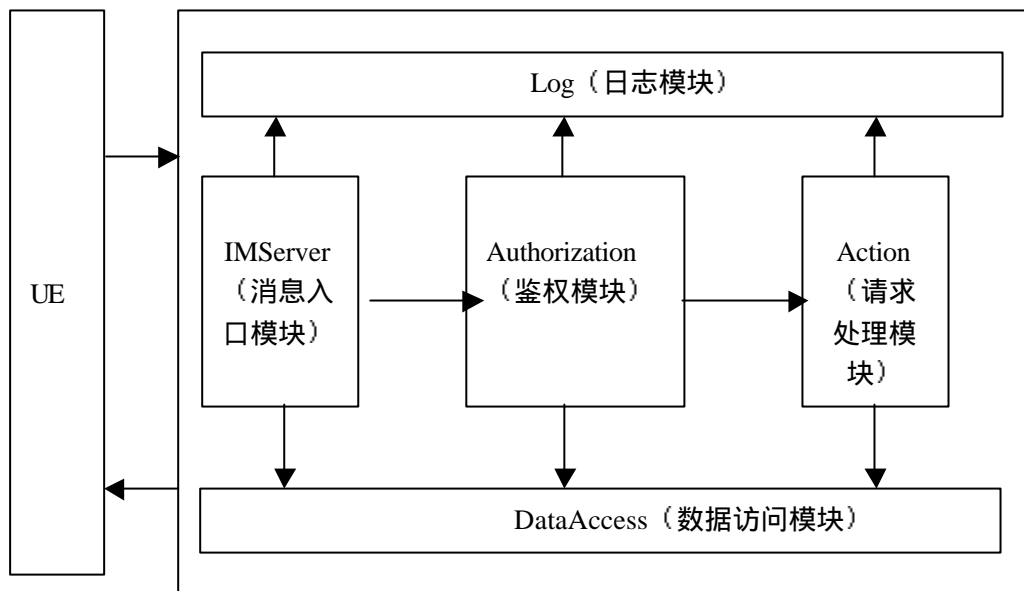 Log（日志模块）
UE
IMServer
（消息入
口模块）
Authorization
（鉴权模块）
Action
（请求
处理模
块）
DataAccess（数据访问模块）